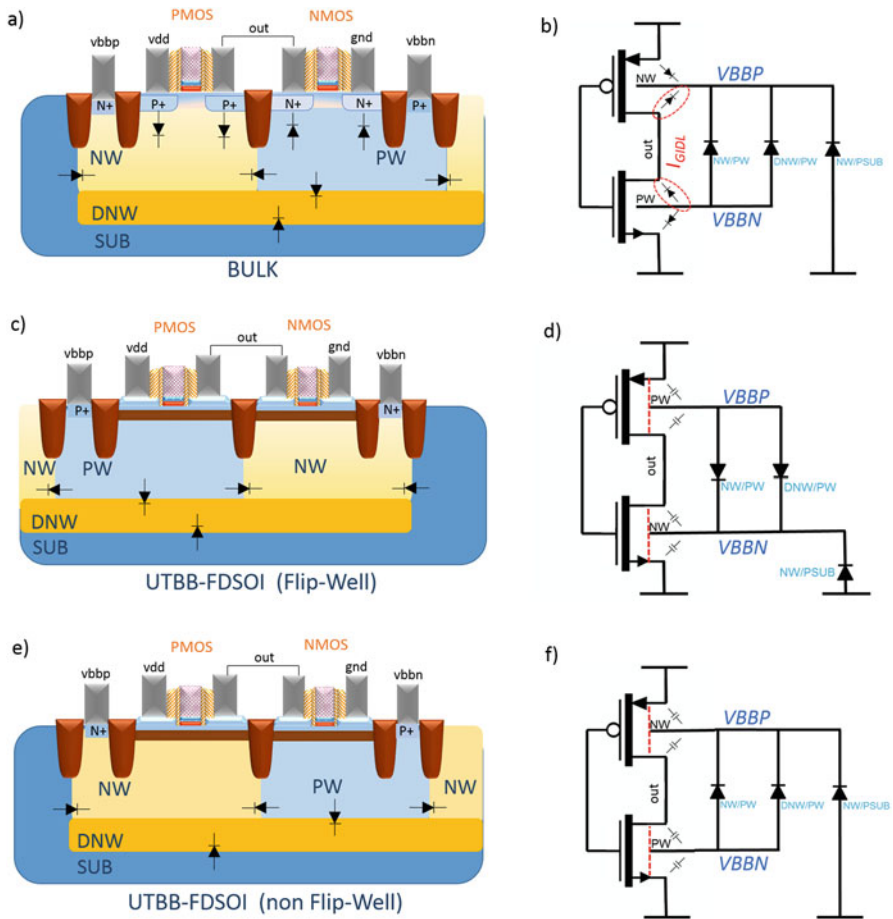 a)
PMOS
NMOS
out
vbbp
vdd
gnd
vbbn
N+
P+
P+
N+
N+
P+
NW
PW
DNW
SUB
BULK
b)
NW
VBBP
out
I_GIDL
NW/PW
DNW/PW
NW/PSUB
PW
VBBN
c)
PMOS
NMOS
out
vbbp
vdd
gnd
vbbn
P+
N+
NW
PW
NW
DNW
SUB
UTBB-FDSOI (Flip-Well)
d)
PW
VBBP
out
NW/PW
DNW/PW
NW
VBBN
NW/PSUB
e)
PMOS
NMOS
out
vbbp
vdd
gnd
vbbn
N+
P+
NW
PW
NW
DNW
SUB
UTBB-FDSOI (non Flip-Well)
f)
NW
VBBP
out
NW/PW
DNW/PW
NW/PSUB
PW
VBBN